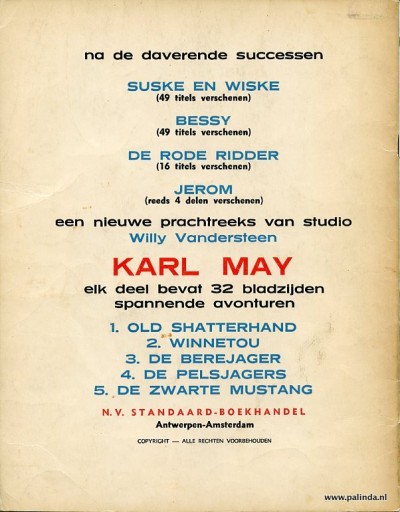 na de daverende successen
SUSKE EN WISKE
(49 titels verschenen)
BESSY
(49 titels verschenen)
DE RODE RIDDER
(16 titels verschenen)
JEROM
(reeds 4 delen verschenen)
een nieuwe prachtreeks van studio
Willy Vandersteen
KARL MAY
elk deel bevat 32 bladzijden
spannende avonturen
1. OLD SHATTERHAND
2. WINNETOU
3. DE BEREJAGER
4. DE PELSJAGERS
5. DE ZWARTE MUSTANG
N.V. STANDAARD-BOEKHANDEL
Antwerpen-Amsterdam
COPYRIGHT — ALLE RECHTEN VOORBEHOUDEN
www.palinda.nl